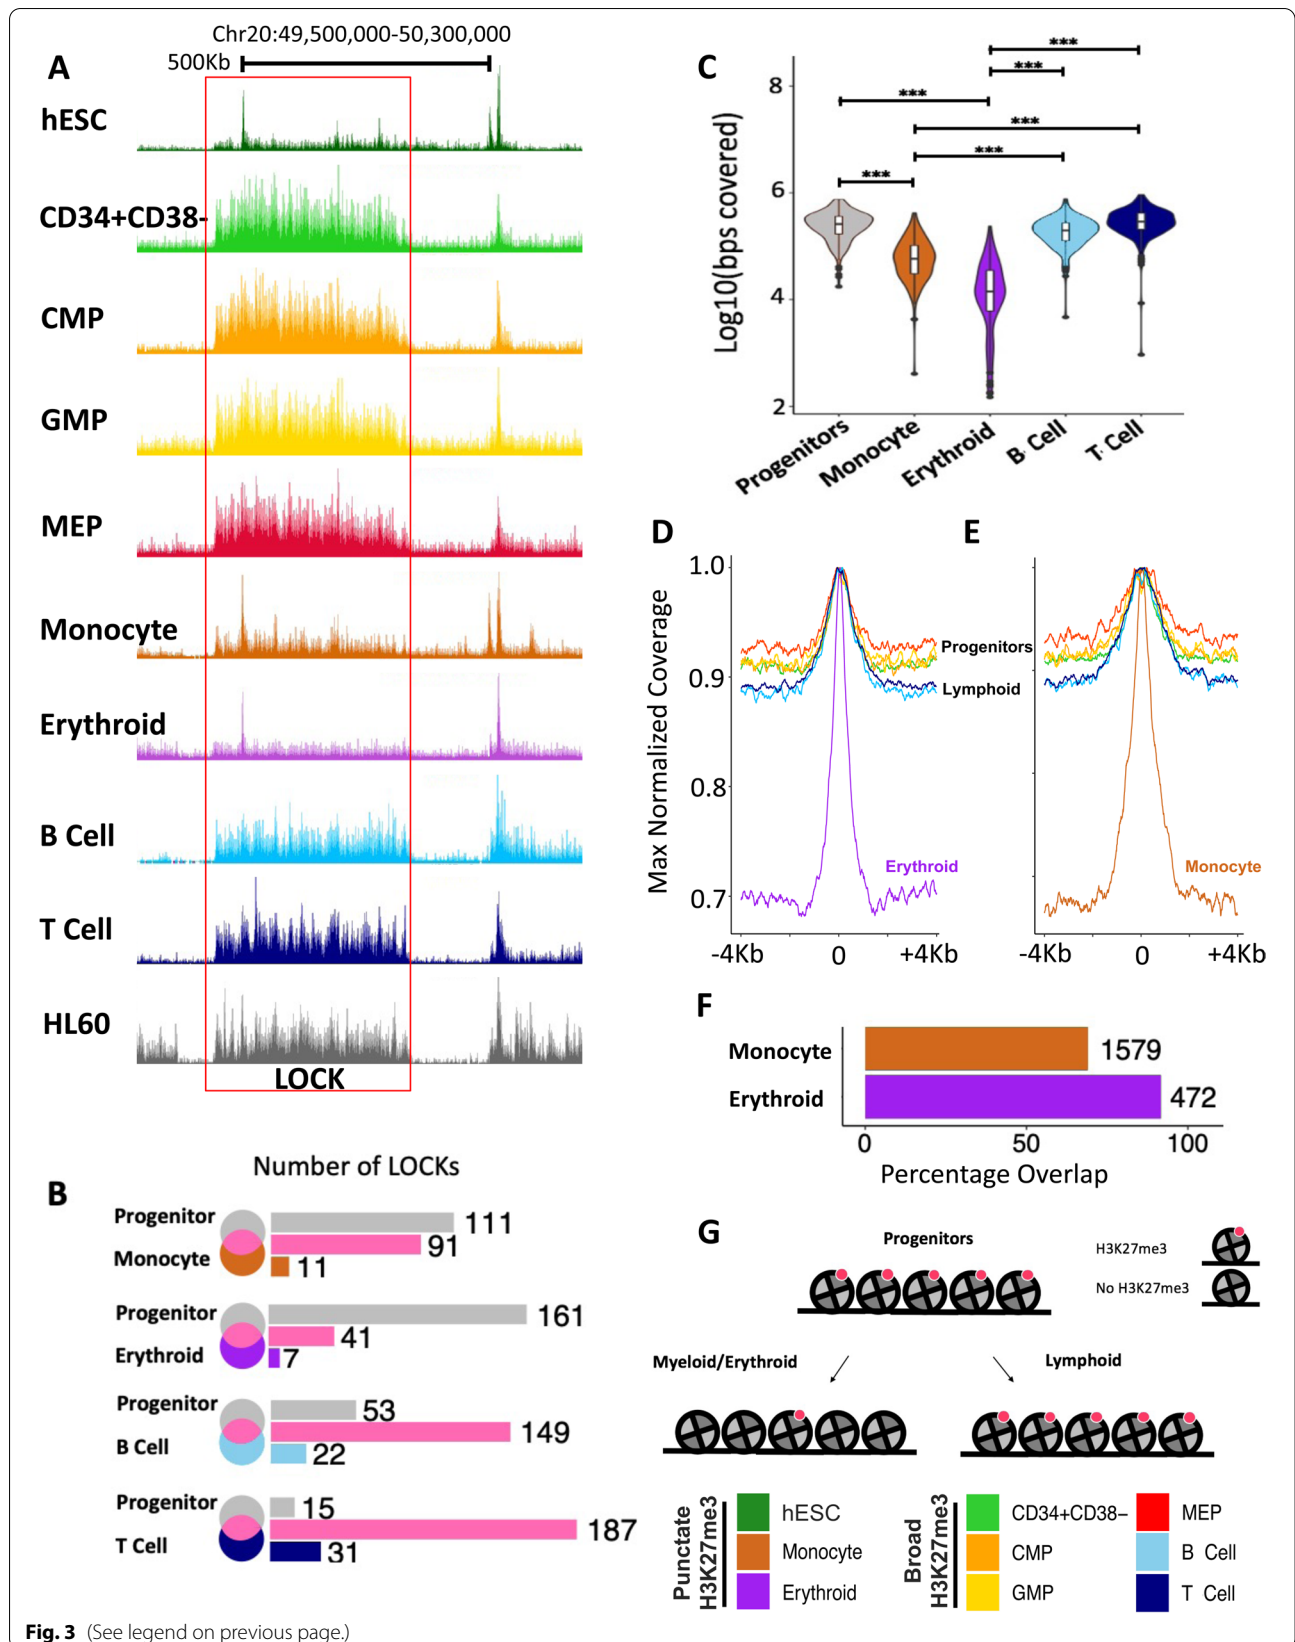 A
Chr20:49,500,000-50,300,000
500Kb
hESC
CD34+CD38-
CMP
GMP
MEP
Monocyte
Erythroid
B Cell
T Cell
HL60
LOCK
B
Number of LOCKs
Progenitor
Monocyte
111
91
11
Progenitor
Erythroid
161
41
7
Progenitor
B Cell
53
149
22
Progenitor
T Cell
15
187
31
C
Log10(bps covered)
8
6
4
2
***
***
***
***
***
***
Progenitors
Monocyte
Erythroid
B Cell
T Cell
D
Max Normalized Coverage
1.0
0.9
0.8
0.7
Progenitors
Lymphoid
Erythroid
-4Kb 0 +4Kb
E
Monocyte
-4Kb 0 +4Kb
F
Monocyte 1579
Erythroid 472
0 50 100
Percentage Overlap
G
Progenitors
H3K27me3
No H3K27me3
Myeloid/Erythroid
Lymphoid
Punctate
H3K27me3
hESC
Monocyte
Erythroid
Broad
H3K27me3
CD34+CD38–
CMP
GMP
MEP
B Cell
T Cell
Fig. 3 (See legend on previous page.)